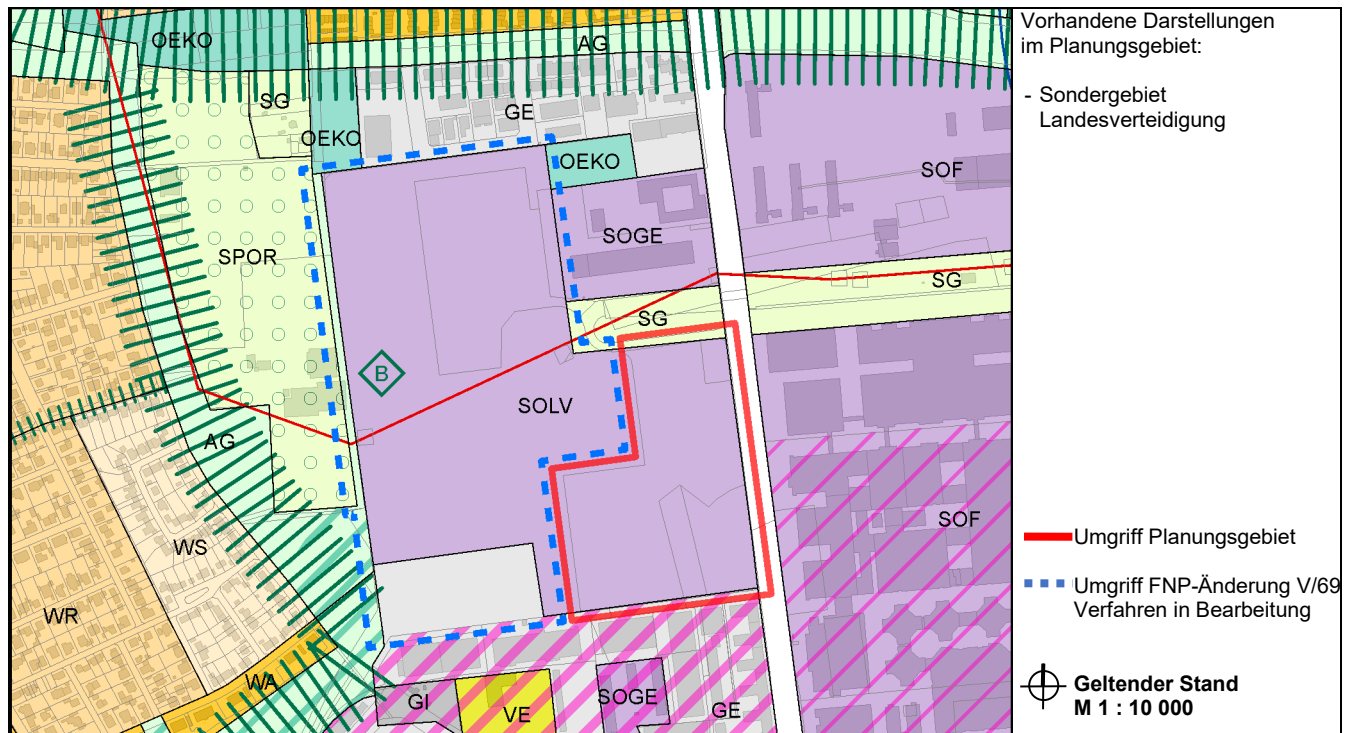 OEKO
AG
SG
OEKO
GE
OEKO
SOF
SPOR
SOGE
SG
SG
B
SOLV
AG
WS
SOF
WR
WA
GI
VE
SOGE
GE
Vorhandene Darstellungen
im Planungsgebiet:
- Sondergebiet
Landesverteidigung
Umgriff Planungsgebiet
Umgriff FNP-Änderung V/69
Verfahren in Bearbeitung
Geltender Stand
M 1 : 10 000